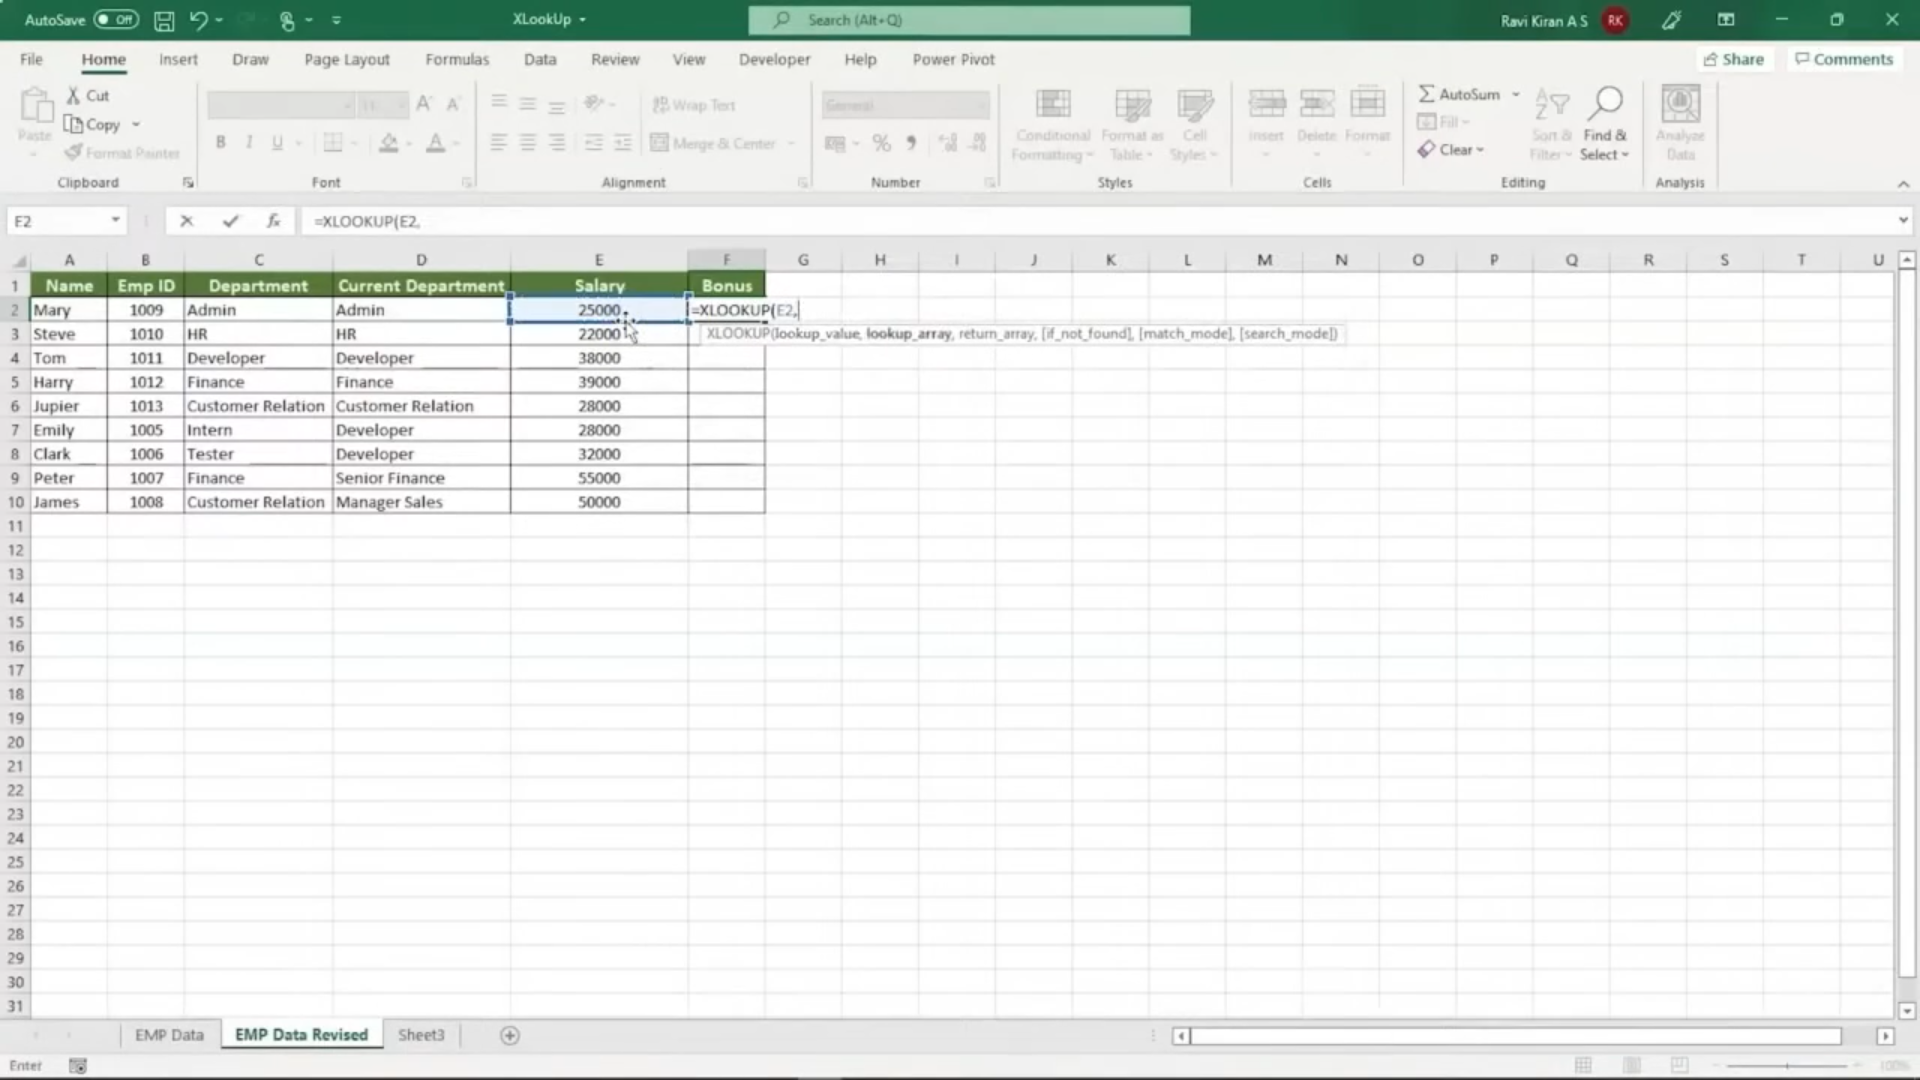 AutoSave Off XLookUp Search (Alt+Q) Ravi Kiran A S RK
File Home Insert Draw Page Layout Formulas Data Review View Developer Help Power Pivot Share Comments
Paste Cut Copy Format Painter
Clipboard
B I U
Font
Wrap Text
Merge & Center
Alignment
General
%
Number
Conditional Formatting Format as Table Cell Styles
Styles
Insert Delete Format
Cells
AutoSum Fill Clear Sort & Filter Find & Select
Editing
Analyze Data
Analysis
E2 fx =XLOOKUP(E2,
A B C D E F G H I J K L M N O P Q R S T U
1 Name Emp ID Department Current Department Salary Bonus
2 Mary 1009 Admin Admin 25000 =XLOOKUP(E2,
XLOOKUP(lookup_value, lookup_array, return_array, [if_not_found], [match_mode], [search_mode])
3 Steve 1010 HR HR 22000
4 Tom 1011 Developer Developer 38000
5 Harry 1012 Finance Finance 39000
6 Jupier 1013 Customer Relation Customer Relation 28000
7 Emily 1005 Intern Developer 28000
8 Clark 1006 Tester Developer 32000
9 Peter 1007 Finance Senior Finance 55000
10 James 1008 Customer Relation Manager Sales 50000
11
12
13
14
15
16
17
18
19
20
21
22
23
24
25
26
27
28
29
30
31
EMP Data EMP Data Revised Sheet3
Enter 100%